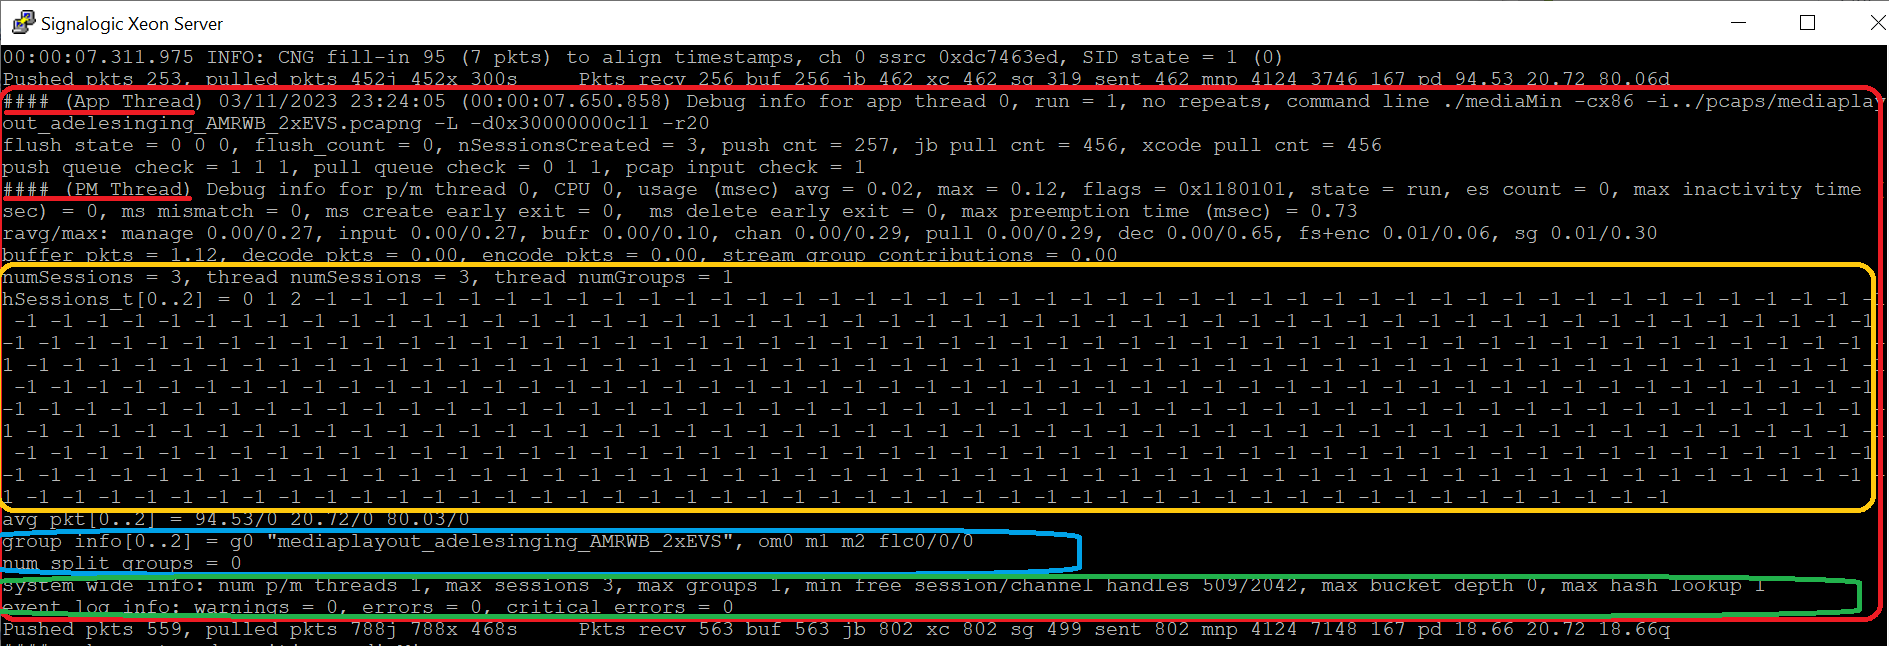 Signalogic Xeon Server
00:00:07.311.975 INFO: CNG fill-in 95 (7 pkts) to align timestamps, ch 0 ssrc 0xdc7463ed, SID state = 1 (0)
Pushed pkts 253, pulled pkts 452j 452x 300s     Pkts recv 256 buf 256 jb 462 xc 462 sg 319 sent 462 mnp 4124 3746 167 pd 94.53 20.72 80.06d
#### (App Thread) 03/11/2023 23:24:05 (00:00:07.650.858) Debug info for app thread 0, run = 1, no repeats, command line ./mediaMin -cx86 -i../pcaps/mediaplay
out_adelesinging_AMRWB_2xEVS.pcapng -L -d0x30000000c11 -r20
flush state = 0 0 0, flush_count = 0, nSessionsCreated = 3, push cnt = 257, jb pull cnt = 456, xcode pull cnt = 456
push queue check = 1 1 1, pull queue check = 0 1 1, pcap input check = 1
#### (PM Thread) Debug info for p/m thread 0, CPU 0, usage (msec) avg = 0.02, max = 0.12, flags = 0x1180101, state = run, es count = 0, max inactivity time
sec) = 0, ms mismatch = 0, ms create early exit = 0,  ms delete early exit = 0, max preemption time (msec) = 0.73
ravg/max: manage 0.00/0.27, input 0.00/0.27, bufr 0.00/0.10, chan 0.00/0.29, pull 0.00/0.29, dec 0.00/0.65, fs+enc 0.01/0.06, sg 0.01/0.30
buffer pkts = 1.12, decode pkts = 0.00, encode pkts = 0.00, stream group contributions = 0.00
numSessions = 3, thread numSessions = 3, thread numGroups = 1
hSessions_t[0..2] = 0 1 2 -1 -1 -1 -1 -1 -1 -1 -1 -1 -1 -1 -1 -1 -1 -1 -1 -1 -1 -1 -1 -1 -1 -1 -1 -1 -1 -1 -1 -1 -1 -1 -1 -1 -1 -1 -1 -1 -1 -1 -1 -1 -1 -1 -1
-1 -1 -1 -1 -1 -1 -1 -1 -1 -1 -1 -1 -1 -1 -1 -1 -1 -1 -1 -1 -1 -1 -1 -1 -1 -1 -1 -1 -1 -1 -1 -1 -1 -1 -1 -1 -1 -1 -1 -1 -1 -1 -1 -1 -1 -1 -1 -1 -1 -1 -1 -1
-1 -1 -1 -1 -1 -1 -1 -1 -1 -1 -1 -1 -1 -1 -1 -1 -1 -1 -1 -1 -1 -1 -1 -1 -1 -1 -1 -1 -1 -1 -1 -1 -1 -1 -1 -1 -1 -1 -1 -1 -1 -1 -1 -1 -1 -1 -1 -1 -1 -1 -1 -1 -
1 -1 -1 -1 -1 -1 -1 -1 -1 -1 -1 -1 -1 -1 -1 -1 -1 -1 -1 -1 -1 -1 -1 -1 -1 -1 -1 -1 -1 -1 -1 -1 -1 -1 -1 -1 -1 -1 -1 -1 -1 -1 -1 -1 -1 -1 -1 -1 -1 -1 -1 -1 -1
-1 -1 -1 -1 -1 -1 -1 -1 -1 -1 -1 -1 -1 -1 -1 -1 -1 -1 -1 -1 -1 -1 -1 -1 -1 -1 -1 -1 -1 -1 -1 -1 -1 -1 -1 -1 -1 -1 -1 -1 -1 -1 -1 -1 -1 -1 -1 -1 -1 -1 -1 -1
-1 -1 -1 -1 -1 -1 -1 -1 -1 -1 -1 -1 -1 -1 -1 -1 -1 -1 -1 -1 -1 -1 -1 -1 -1 -1 -1 -1 -1 -1 -1 -1 -1 -1 -1 -1 -1 -1 -1 -1 -1 -1 -1 -1 -1 -1 -1 -1 -1 -1 -1 -1 -
1 -1 -1 -1 -1 -1 -1 -1 -1 -1 -1 -1 -1 -1 -1 -1 -1 -1 -1 -1 -1 -1 -1 -1 -1 -1 -1 -1 -1 -1 -1 -1 -1 -1 -1 -1 -1 -1 -1 -1 -1 -1 -1 -1 -1 -1 -1 -1 -1 -1 -1 -1 -1
-1 -1 -1 -1 -1 -1 -1 -1 -1 -1 -1 -1 -1 -1 -1 -1 -1 -1 -1 -1 -1 -1 -1 -1 -1 -1 -1 -1 -1 -1 -1 -1 -1 -1 -1 -1 -1 -1 -1 -1 -1 -1 -1 -1 -1 -1 -1 -1 -1 -1 -1 -1
-1 -1 -1 -1 -1 -1 -1 -1 -1 -1 -1 -1 -1 -1 -1 -1 -1 -1 -1 -1 -1 -1 -1 -1 -1 -1 -1 -1 -1 -1 -1 -1 -1 -1 -1 -1 -1 -1 -1 -1 -1 -1 -1 -1 -1 -1 -1 -1 -1 -1 -1 -1 -
1 -1 -1 -1 -1 -1 -1 -1 -1 -1 -1 -1 -1 -1 -1 -1 -1 -1 -1 -1 -1 -1 -1 -1 -1 -1 -1 -1 -1 -1 -1 -1 -1 -1 -1 -1 -1 -1 -1 -1 -1 -1 -1 -1 -1 -1 -1
avg pkt[0..2] = 94.53/0 20.72/0 80.03/0
group info[0..2] = g0 "mediaplayout_adelesinging_AMRWB_2xEVS", om0 m1 m2 flc0/0/0
num split groups = 0
system wide info: num p/m threads 1, max sessions 3, max groups 1, min free session/channel handles 509/2042, max bucket depth 0, max hash lookup 1
event log info: warnings = 0, errors = 0, critical errors = 0
Pushed pkts 559, pulled pkts 788j 788x 468s     Pkts recv 563 buf 563 jb 802 xc 802 sg 499 sent 802 mnp 4124 7148 167 pd 18.66 20.72 18.66q